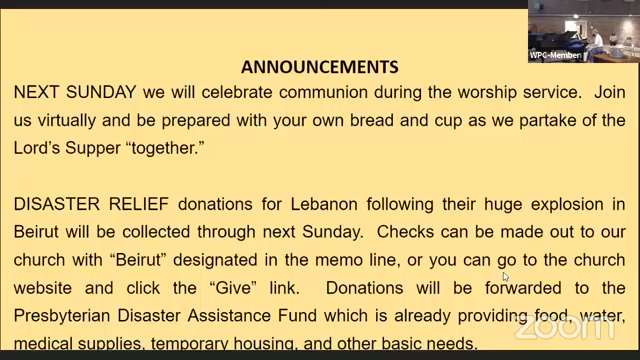 WPC-Member
ANNOUNCEMENTS
NEXT SUNDAY we will celebrate communion during the worship service. Join
us virtually and be prepared with your own bread and cup as we partake of the
Lord's Supper “together.”
DISASTER RELIEF donations for Lebanon following their huge explosion in
Beirut will be collected through next Sunday. Checks can be made out to our
church with “Beirut” designated in the memo line, or you can go to the church
website and click the “Give” link. Donations will be forwarded to the
Presbyterian Disaster Assistance Fund which is already providing food, water,
medical supplies, temporary housing, and other basic needs.
zoom